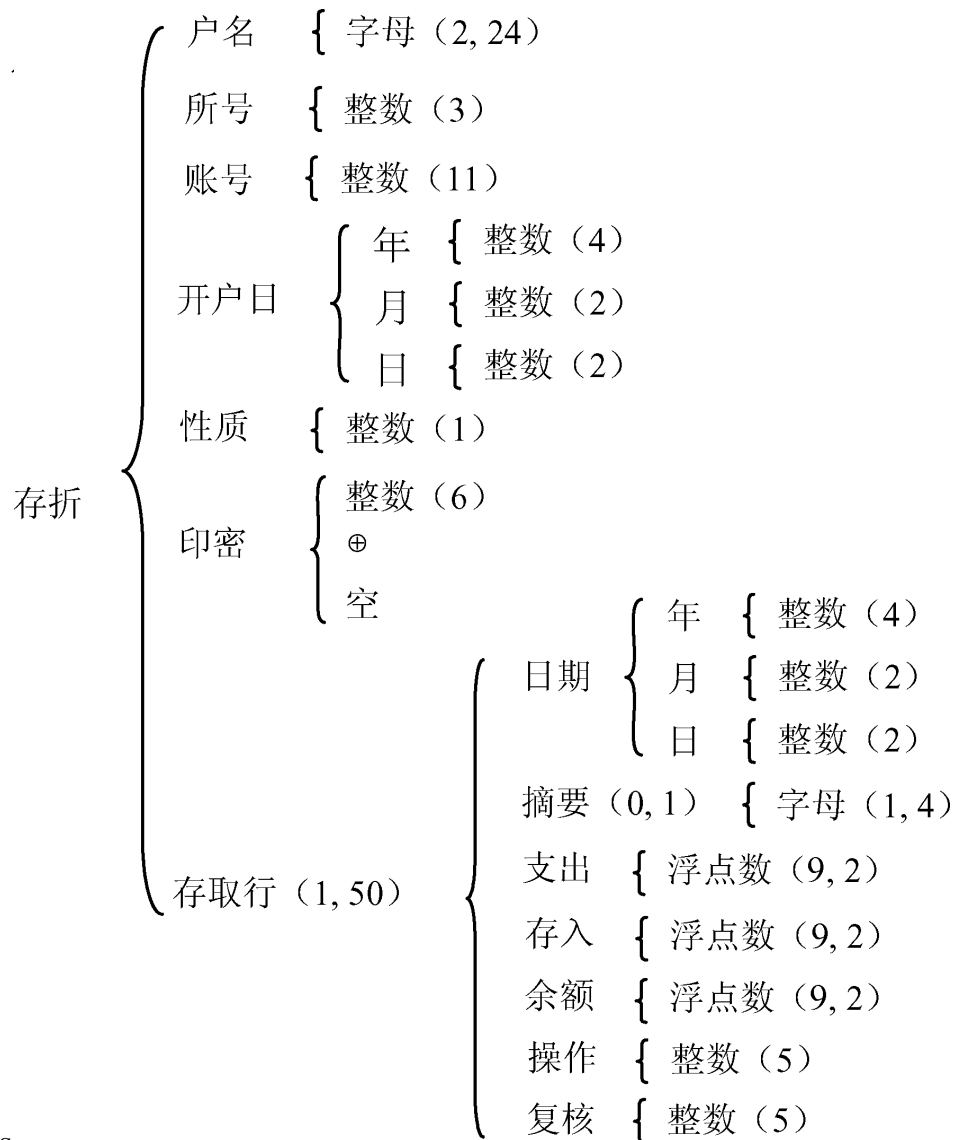 户名 { 字母（2, 24）
所号 { 整数（3）
账号 { 整数（11）
年 { 整数（4）
开户日 { 月 { 整数（2）
日 { 整数（2）
性质 { 整数（1）
存折 {
整数（6）
印密 { ⊕
空
年 { 整数（4）
日期 { 月 { 整数（2）
日 { 整数（2）
摘要（0, 1） { 字母（1, 4）
支出 { 浮点数（9, 2）
存取行（1, 50） {
存入 { 浮点数（9, 2）
余额 { 浮点数（9, 2）
操作 { 整数（5）
复核 { 整数（5）